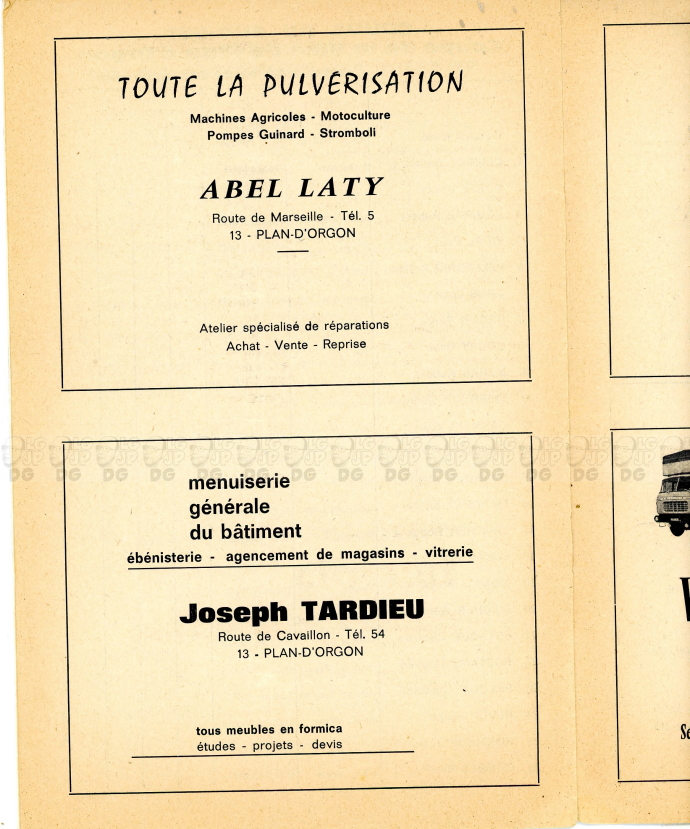 TOUTE LA PULVÉRISATION
Machines Agricoles - Motoculture
Pompes Guinard - Stromboli
ABEL LATY
Route de Marseille - Tél. 5
13 - PLAN-D'ORGON
Atelier spécialisé de réparations
Achat - Vente - Reprise
menuiserie
générale
du bâtiment
ébénisterie - agencement de magasins - vitrerie
Joseph TARDIEU
Route de Cavaillon - Tél. 54
13 - PLAN-D'ORGON
tous meubles en formica
études - projets - devis